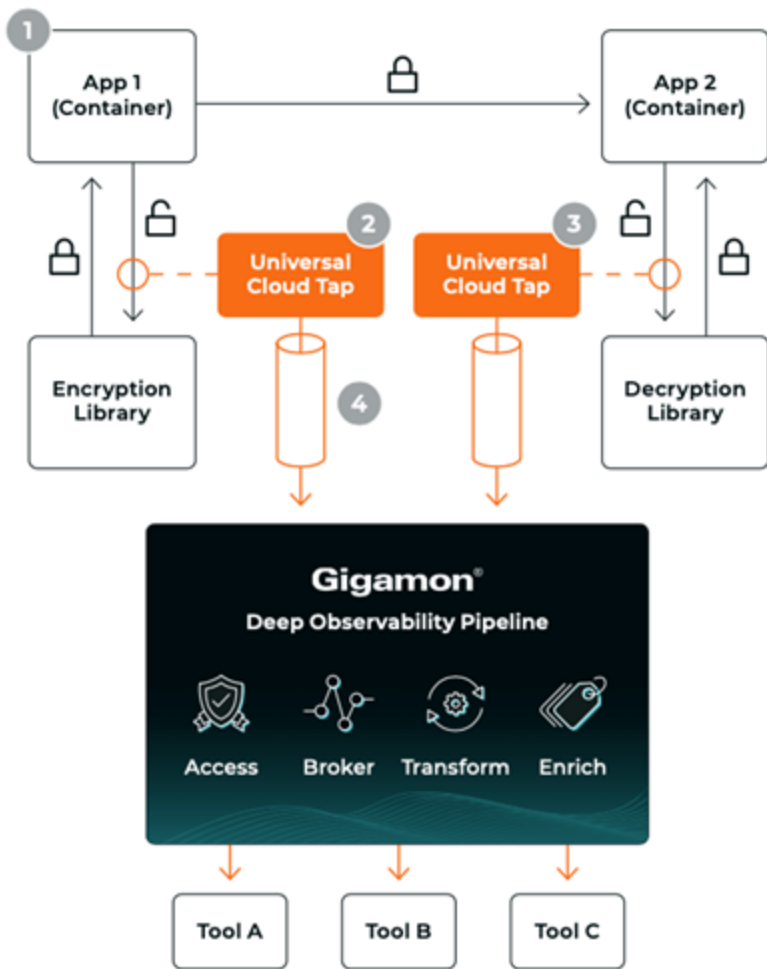 1
App 1
(Container)
App 2
(Container)
2
Universal
Cloud Tap
3
Universal
Cloud Tap
Encryption
Library
4
Decryption
Library
Gigamon®
Deep Observability Pipeline
Access
Broker
Transform
Enrich
Tool A
Tool B
Tool C